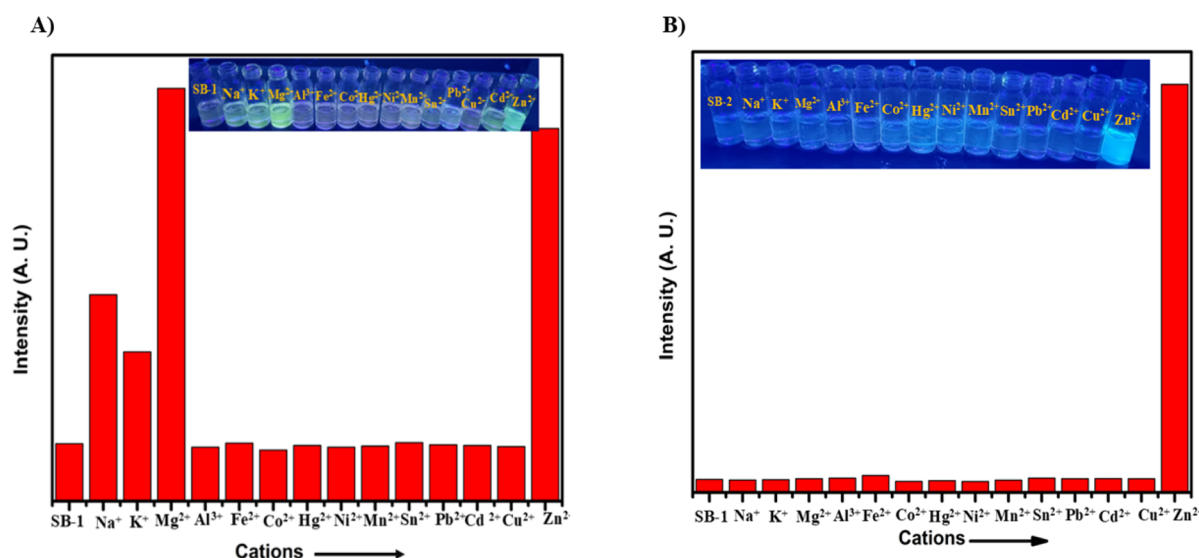 A)
SB-1 Na⁺ K⁺ Mg²⁺ Al³⁺ Fe²⁺ Co²⁺ Hg²⁺ Ni²⁺ Mn²⁺ Sn²⁺ Pb²⁺ Cu²⁺ Cd²⁺ Zn²⁺
Intensity (A. U.)
SB-1 Na⁺ K⁺ Mg²⁺ Al³⁺ Fe²⁺ Co²⁺ Hg²⁺ Ni²⁺ Mn²⁺ Sn²⁺ Pb²⁺ Cd ²⁺ Cu²⁺ Zn²
Cations
B)
SB-2 Na⁺ K⁺ Mg²⁺ Al³⁺ Fe²⁺ Co²⁺ Hg²⁺ Ni²⁺ Mn²⁺ Sn²⁺ Pb²⁺ Cd²⁺ Cu²⁺ Zn²⁺
Intensity (A. U.)
SB-1 Na⁺ K⁺ Mg²⁺ Al³⁺ Fe²⁺ Co²⁺ Hg²⁺ Ni²⁺ Mn²⁺ Sn²⁺ Pb²⁺ Cd²⁺ Cu²⁺ Zn²⁺
Cations